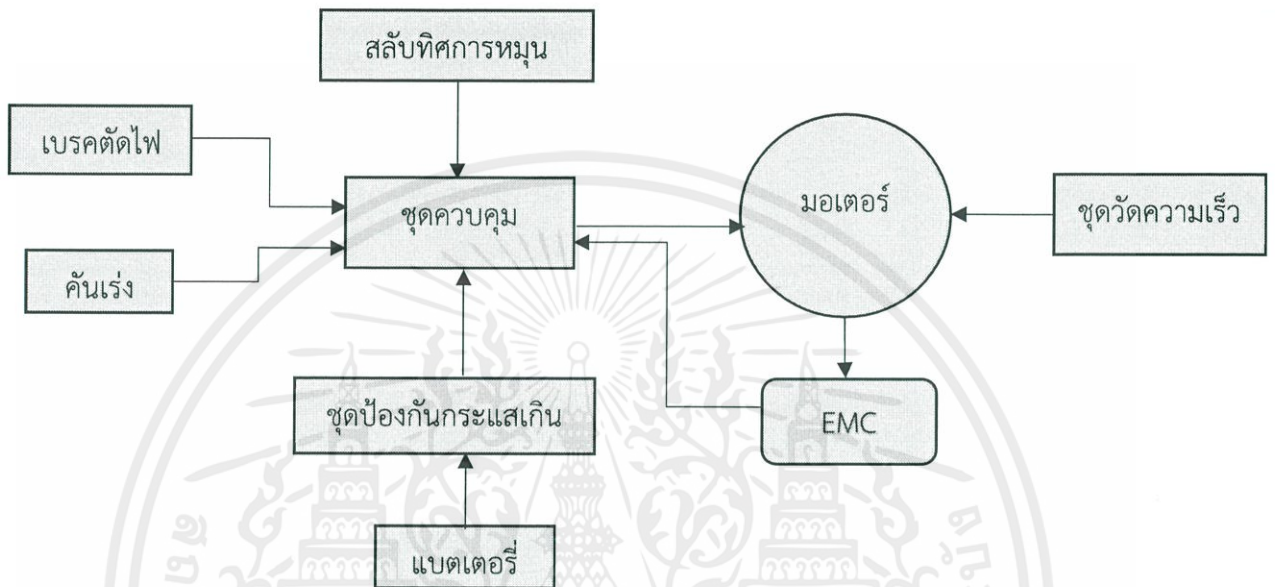 สลับทิศการหมุน
เบรคตัดไฟ
ชุดควบคุม
มอเตอร์
ชุดวัดความเร็ว
คันเร่ง
ชุดป้องกันกระแสเกิน
EMC
แบตเตอรี่